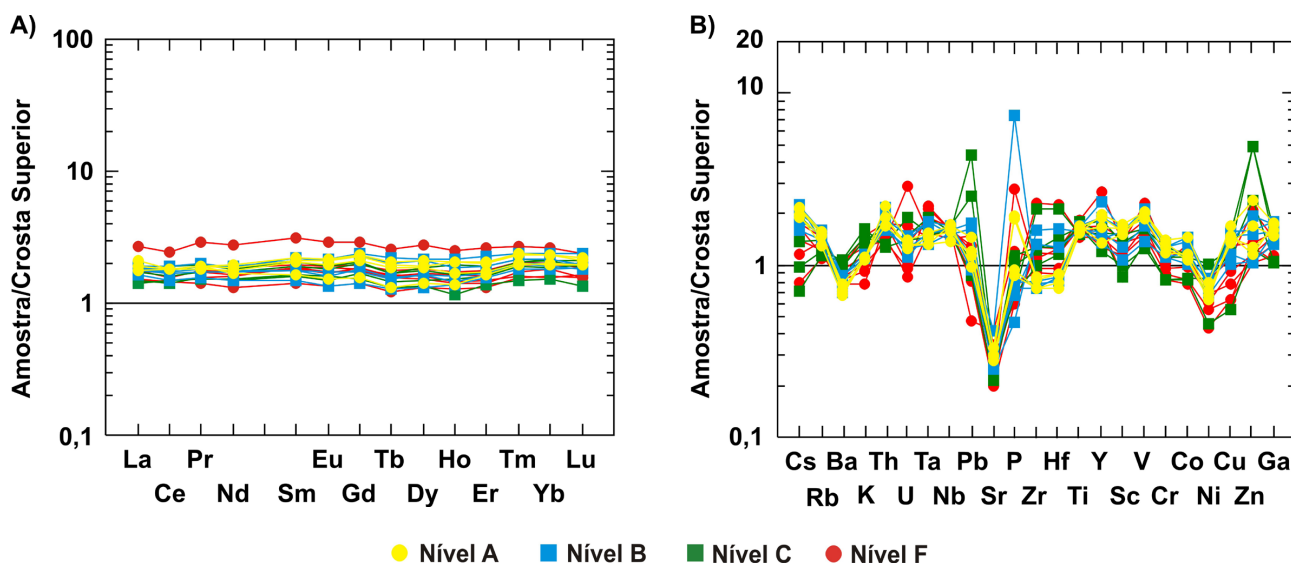 A)
100
10
1
0,1
Amostra/Crosta Superior
La Pr Eu Tb Ho Tm Lu
Ce Nd Sm Gd Dy Er Yb
B)
20
10
1
0,1
Amostra/Crosta Superior
Cs Ba Th Ta Pb P Hf Y V Co Cu Ga
Rb K U Nb Sr Zr Ti Sc Cr Ni Zn
Nível A Nível B Nível C Nível F